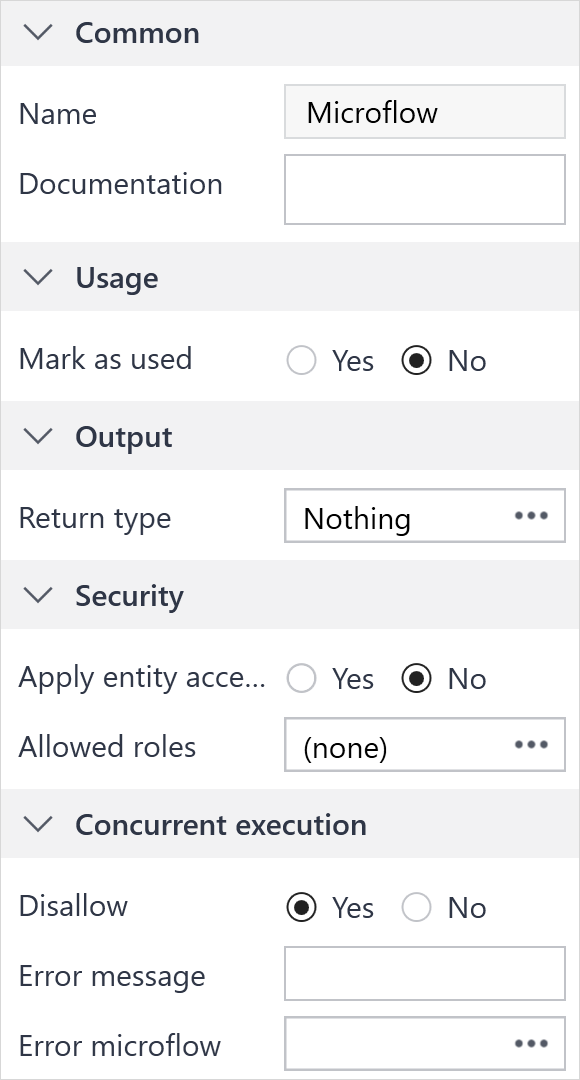 Common
Name Microflow
Documentation
Usage
Mark as used Yes No
Output
Return type Nothing •••
Security
Apply entity acce... Yes No
Allowed roles (none) •••
Concurrent execution
Disallow Yes No
Error message
Error microflow •••